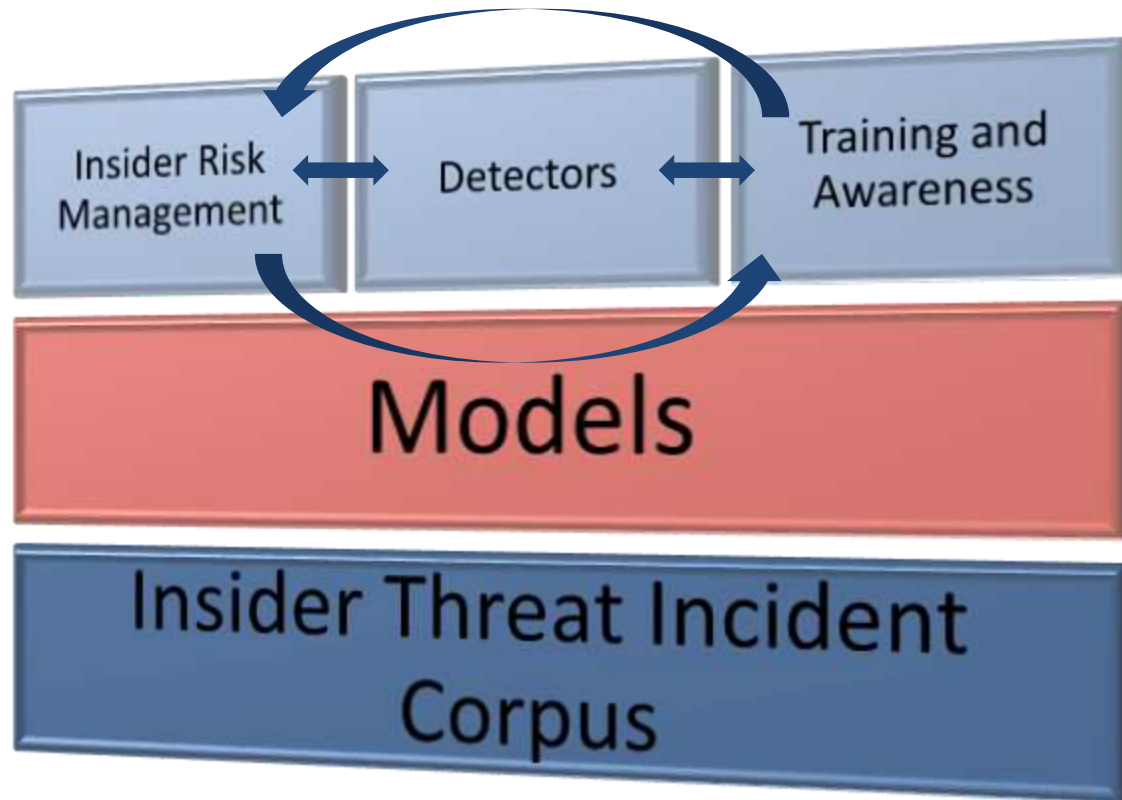 Insider Risk
Management
Detectors
Training and
Awareness
Models
Insider Threat Incident
Corpus